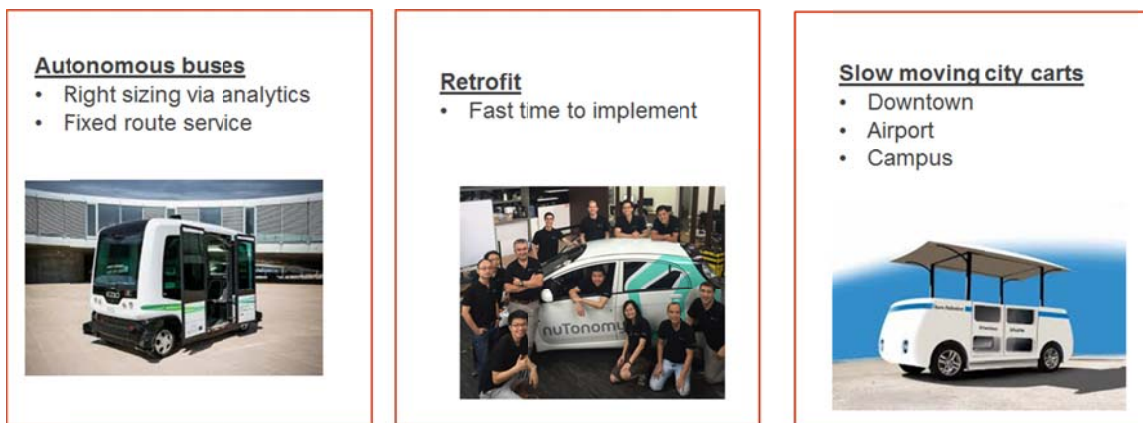 Autonomous buses
• Right sizing via analytics
• Fixed route service
Retrofit
• Fast time to implement
nuTonomy
Slow moving city carts
• Downtown
• Airport
• Campus